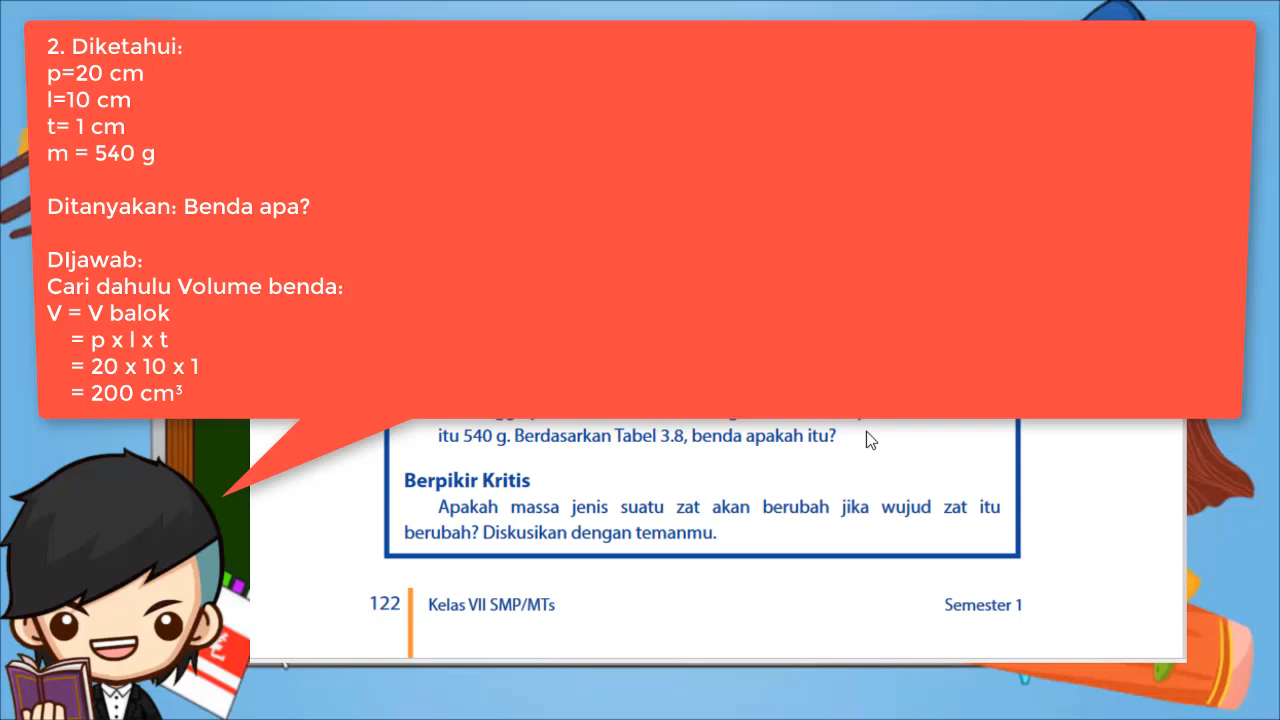 2. Diketahui:
p=20 cm
l=10 cm
t= 1 cm
m = 540 g
Ditanyakan: Benda apa?
DIjawab:
Cari dahulu Volume benda:
V = V balok
= p x l x t
= 20 x 10 x 1
= 200 cm³
itu 540 g. Berdasarkan Tabel 3.8, benda apakah itu?
Berpikir Kritis
Apakah massa jenis suatu zat akan berubah jika wujud zat itu
berubah? Diskusikan dengan temanmu.
122 Kelas VII SMP/MTs Semester 1